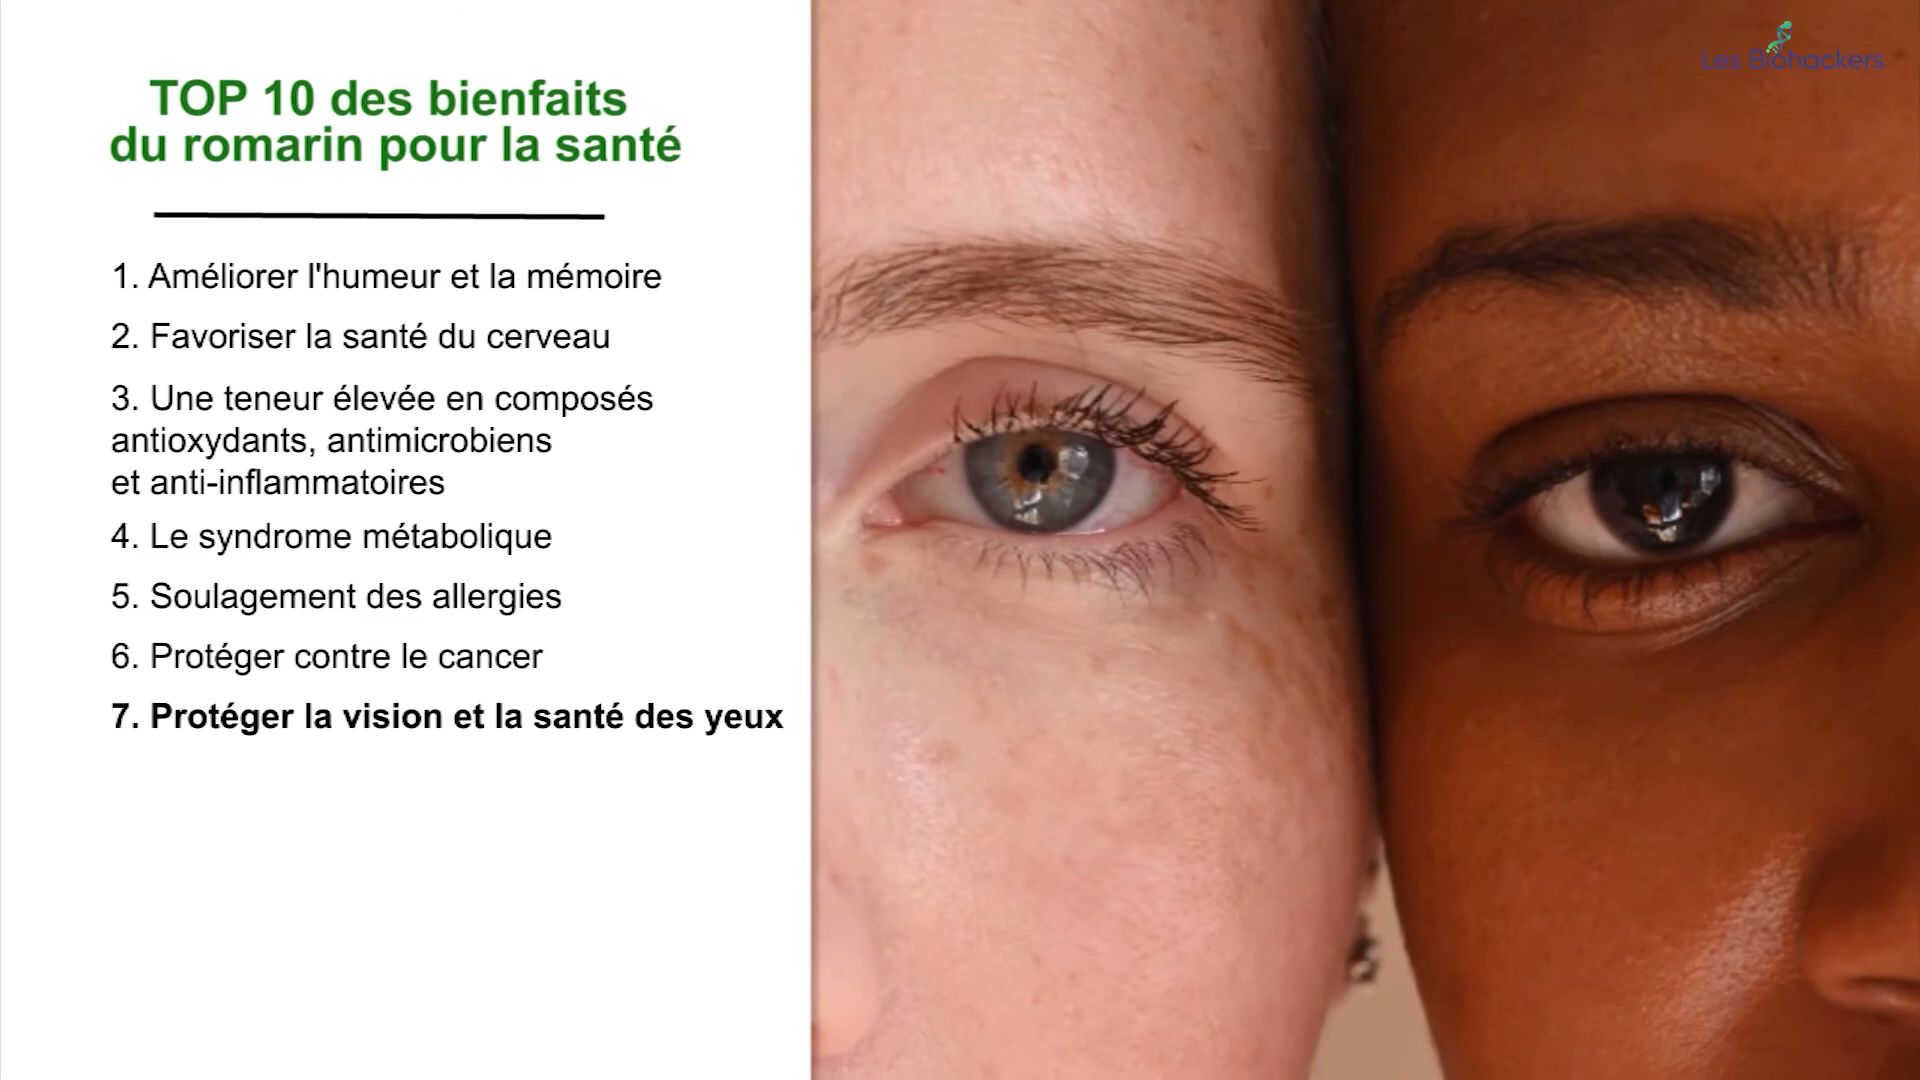 Les Biohackers
TOP 10 des bienfaits
du romarin pour la santé
1. Améliorer l'humeur et la mémoire
2. Favoriser la santé du cerveau
3. Une teneur élevée en composés
antioxydants, antimicrobiens
et anti-inflammatoires
4. Le syndrome métabolique
5. Soulagement des allergies
6. Protéger contre le cancer
7. Protéger la vision et la santé des yeux